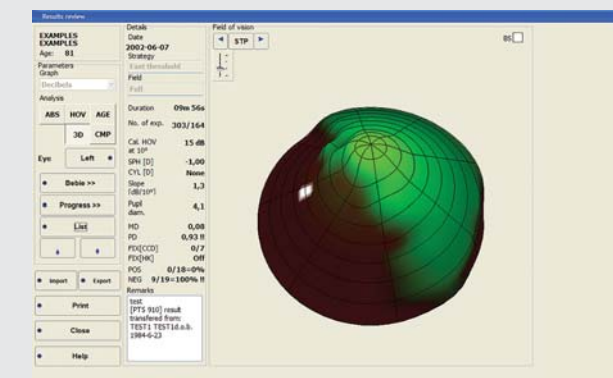 Results review
EXAMPLES
EXAMPLES
Age: 81
Parameters
Graph
Decibels
Analysis
ABS HOV AGE
3D CMP
Eye Left
Bebie >>
Progress >>
List
Import Export
Print
Close
Help
Details
Date
2002-06-07
Strategy
Fast threshold
Field
Full
Duration 09m 56s
No. of exp. 303/164
Cal. HOV 15 dB
at 10°
SPH [D] -1,00
CYL [D] None
Slope 1,3
[dB/10°]
Pupl 4,1
diam.
MD 0,08
PD 0,93 !!
FIX[CCD] 0/7
FIX[HK] Off
POS 0/18=0%
NEG 9/19=100% !!
Remarks
test
[PTS 910] result
transfered from:
TEST1 TEST1d.o.b.
1984-6-23
Field of vision
STP
BS